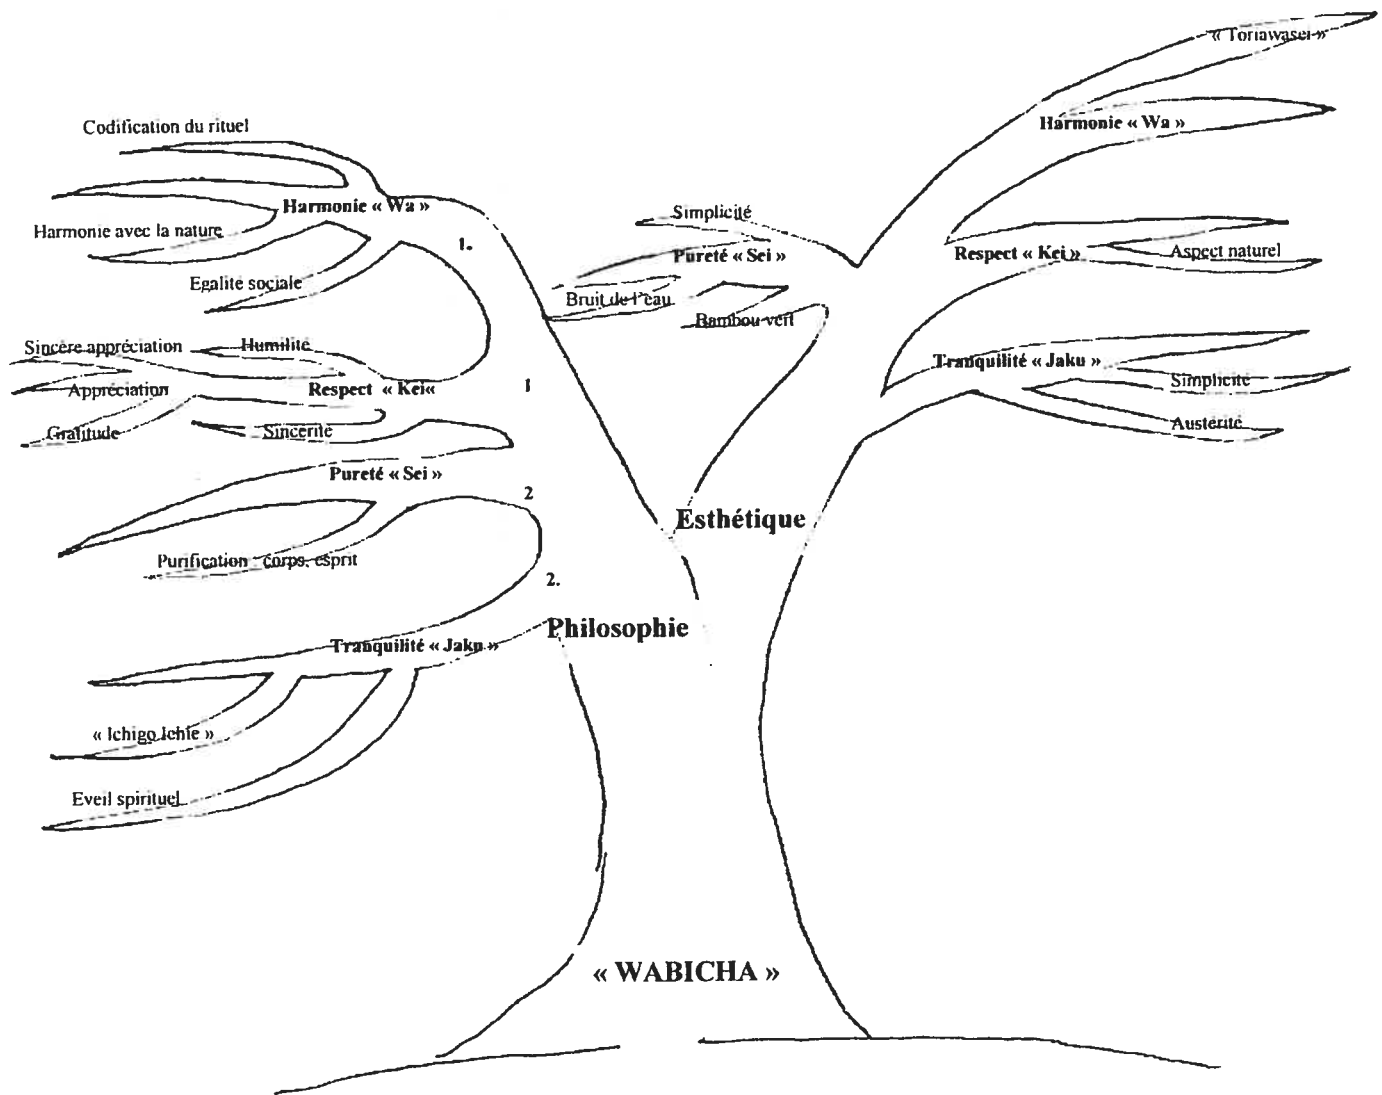 « Toriawasei »
Harmonie « Wa »
Codification du rituel
Harmonie « Wa »
Harmonie avec la nature
1.
Egalité sociale
Simplicité
Pureté « Sei »
Bruit de l'eau
Bambou vert
Respect « Kei »
Aspect naturel
Sincère appréciation
Humilité
Appréciation
Respect « Kei«
1
Gratitude
Sincérité
Tranquilité « Jaku »
Simplicité
Austérité
Pureté « Sei »
2
Esthétique
Purification : corps, esprit
2.
Philosophie
Tranquilité « Jaku »
« Ichigo Ichie »
Eveil spirituel
« WABICHA »